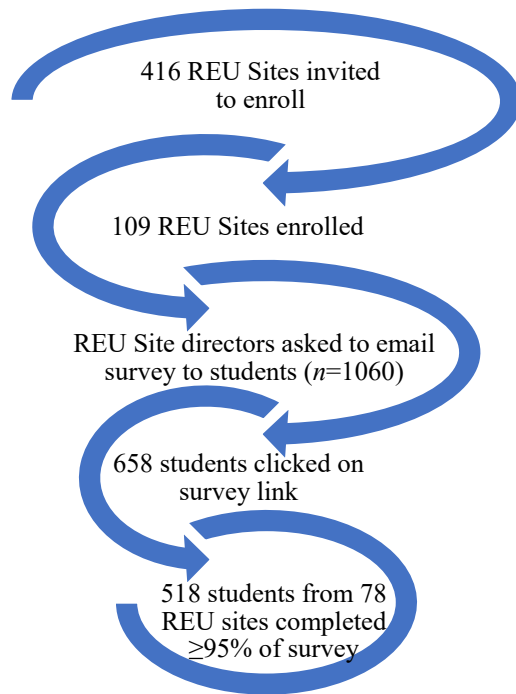 416 REU Sites invited
to enroll
109 REU Sites enrolled
REU Site directors asked to email
survey to students (n=1060)
658 students clicked on
survey link
518 students from 78
REU sites completed
≥95% of survey